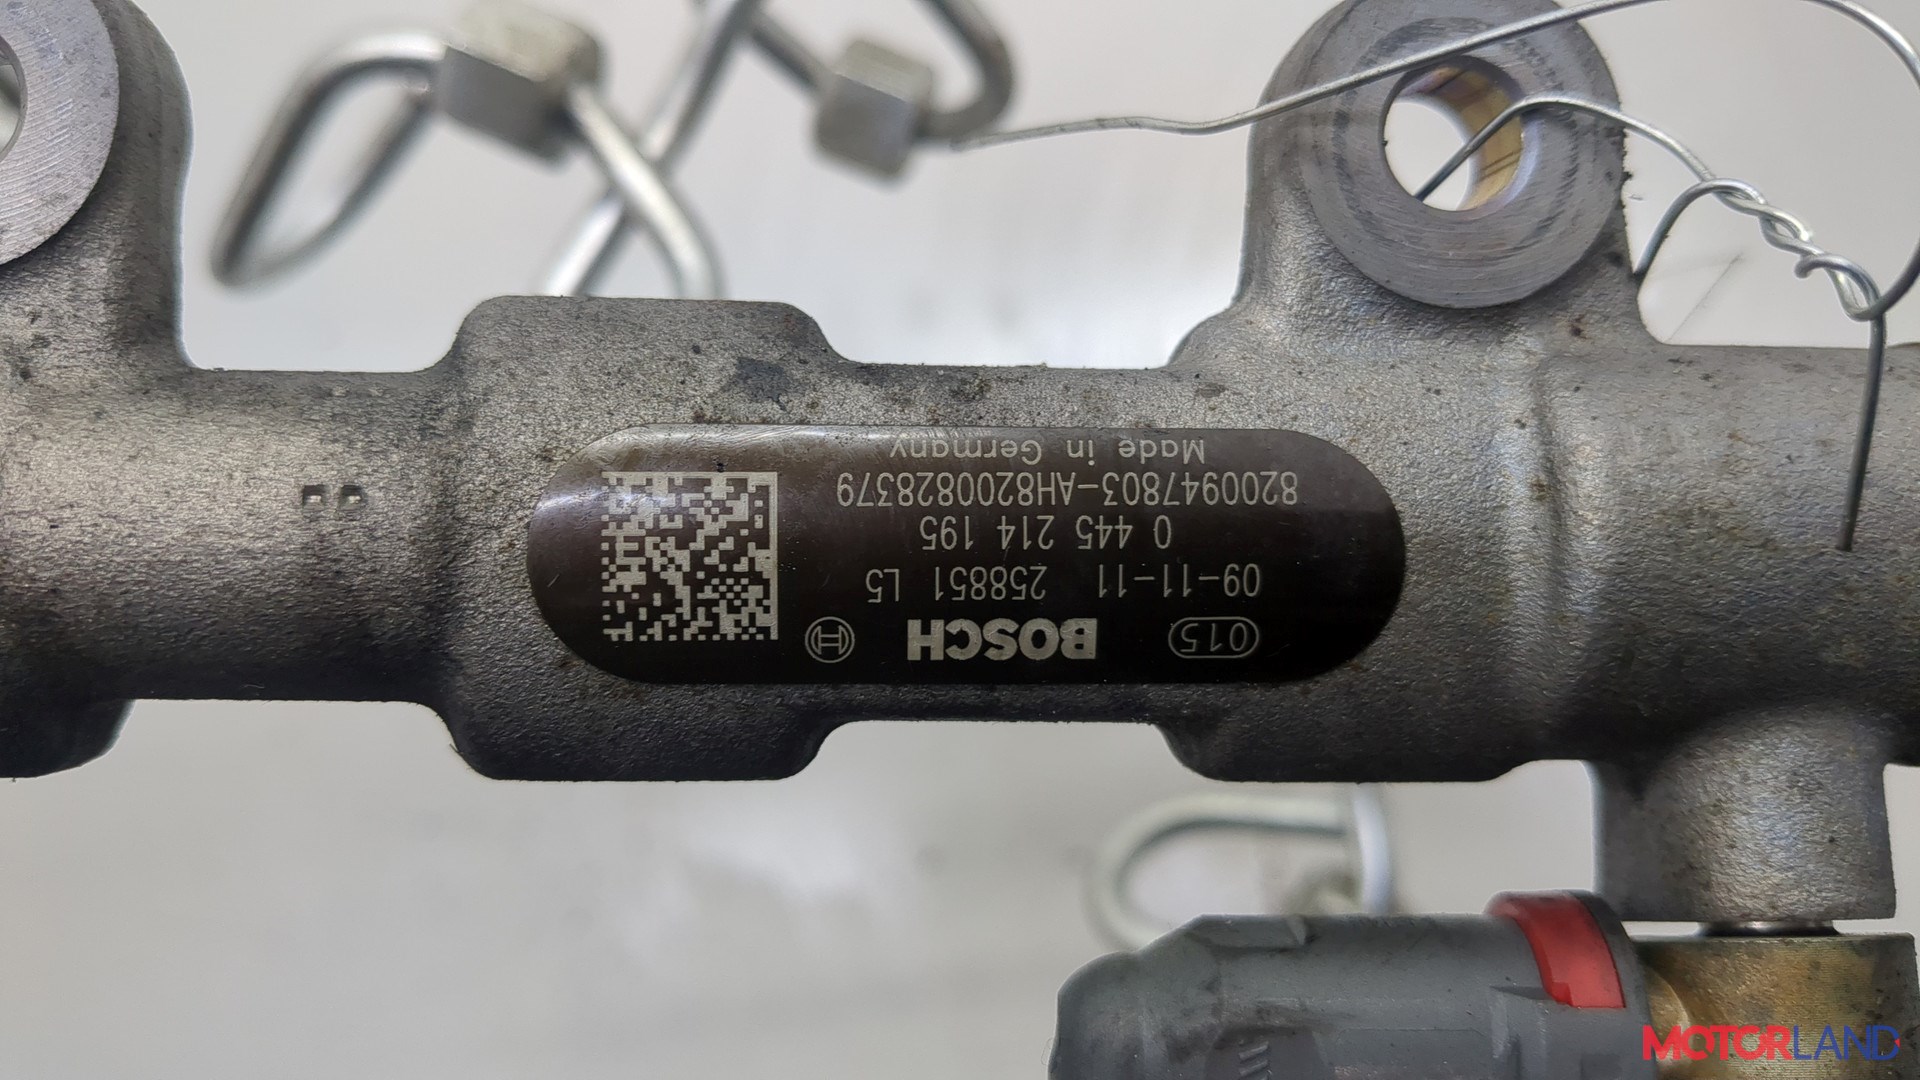 015 BOSCH
09-11-11 258851 L5
0 445 214 195
8200947803-AH8200828379
Made in Germany
MOTORLAND